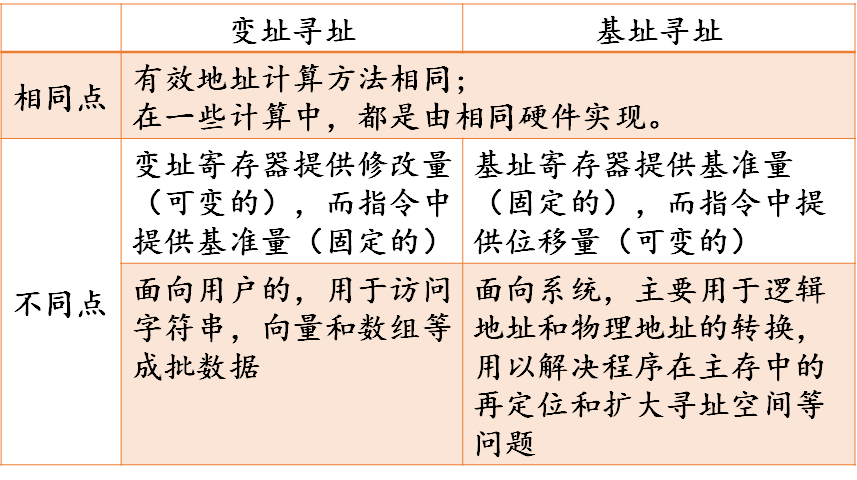 变址寻址 基址寻址
相同点
有效地址计算方法相同；
在一些计算中，都是由相同硬件实现。
不同点
变址寄存器提供修改量
（可变的），而指令中
提供基准量（固定的）
基址寄存器提供基准量
（固定的），而指令中提
供位移量（可变的）
面向用户的，用于访问
字符串，向量和数组等
成批数据
面向系统，主要用于逻辑
地址和物理地址的转换，
用以解决程序在主存中的
再定位和扩大寻址空间等
问题